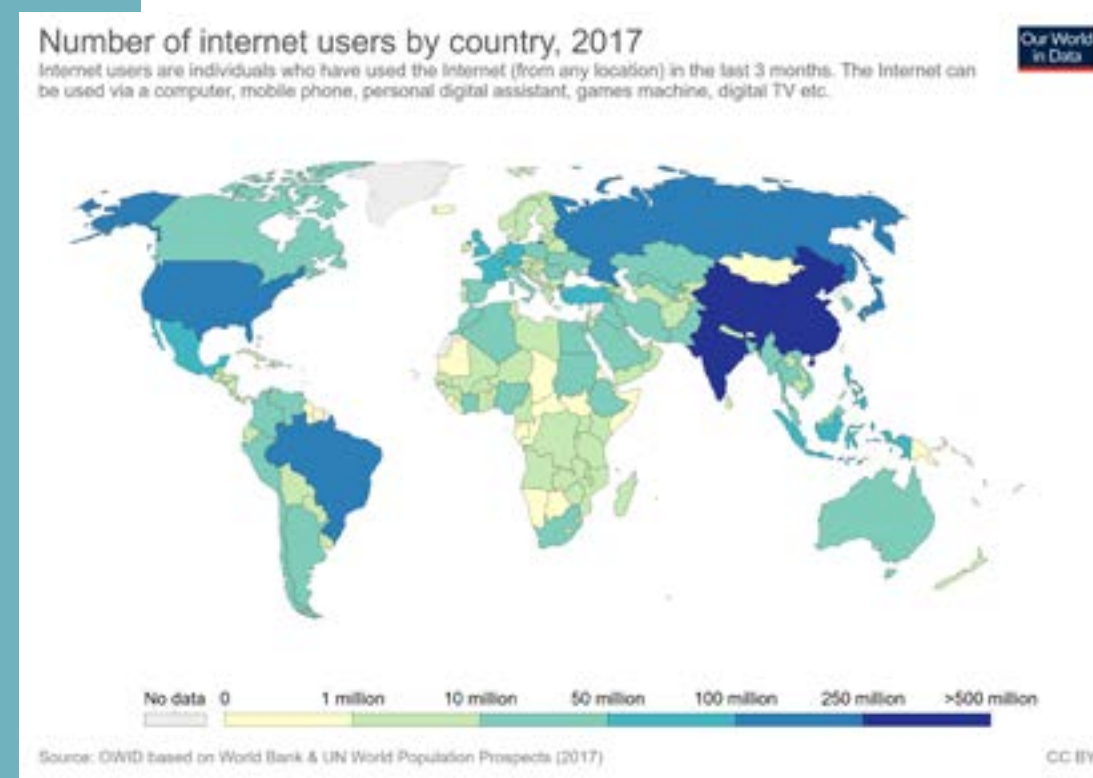 Number of internet users by country, 2017
Internet users are individuals who have used the Internet (from any location) in the last 3 months. The Internet can
be used via a computer, mobile phone, personal digital assistant, games machine, digital TV etc.
Our World
in Data
No data 0 1 million 10 million 50 million 100 million 250 million >500 million
Source: OWID based on World Bank & UN World Population Prospects (2017)
CC BY